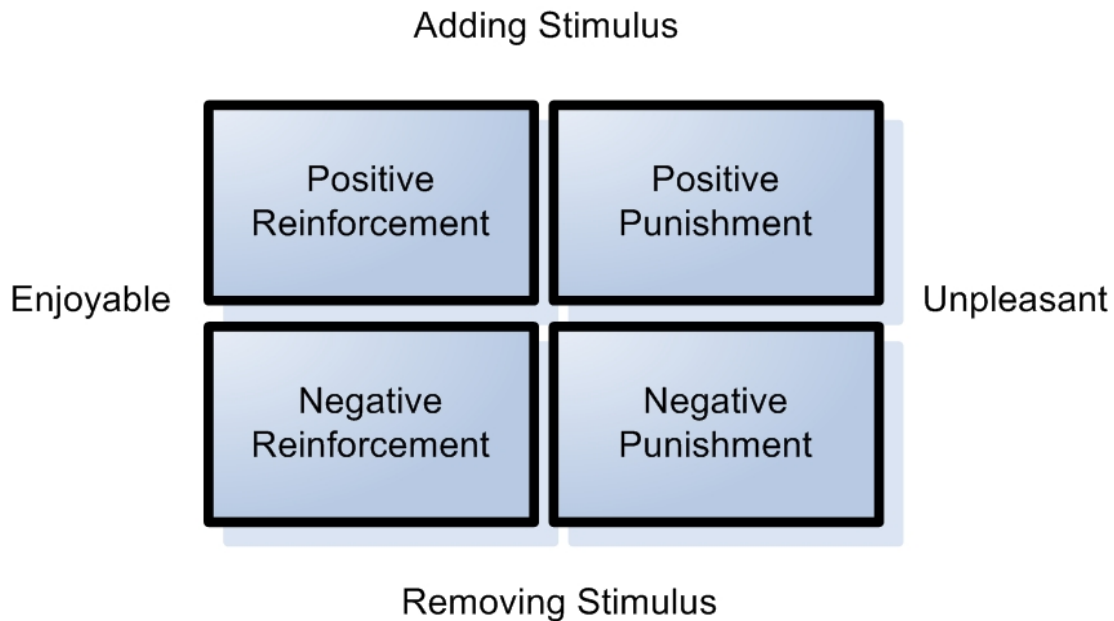 Adding Stimulus
Positive
Reinforcement
Positive
Punishment
Enjoyable
Unpleasant
Negative
Reinforcement
Negative
Punishment
Removing Stimulus